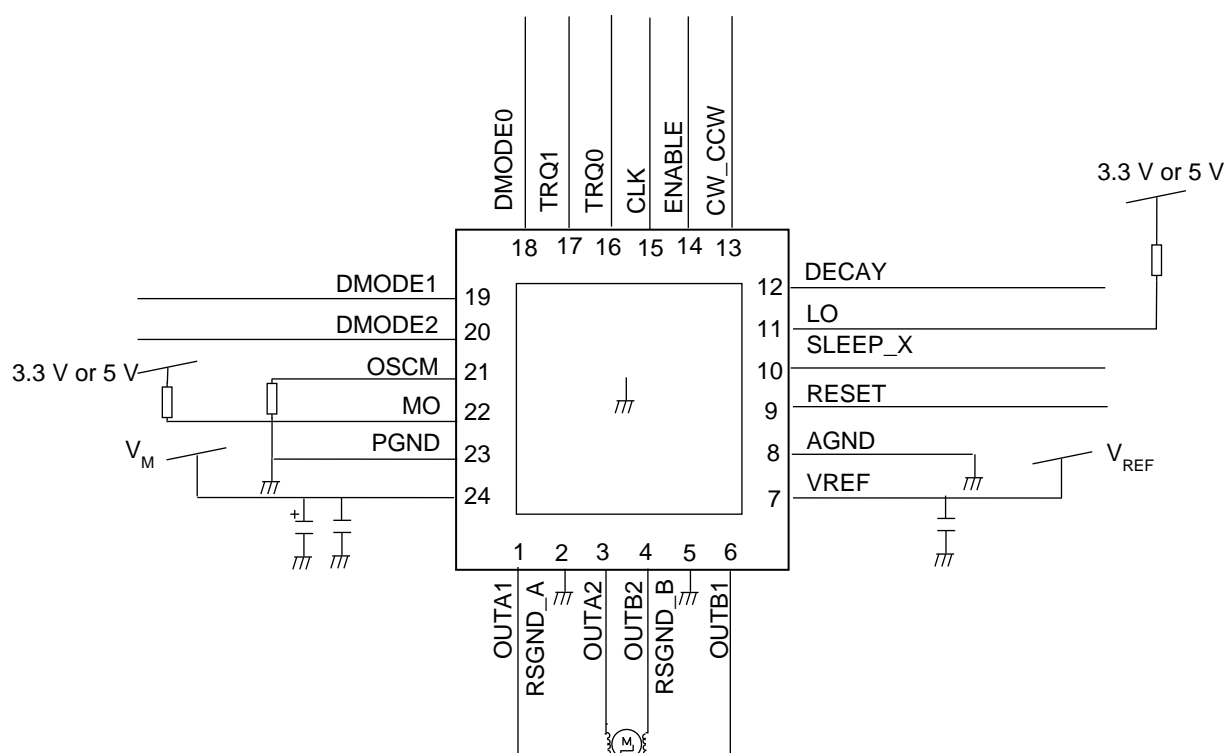 DMODE0
TRQ1
TRQ0
CLK
ENABLE
CW_CCW
3.3 V or 5 V
18 17 16 15 14 13
DMODE1 19
DMODE2 20
3.3 V or 5 V
OSCM 21
MO 22
PGND 23
VM
24
12 DECAY
11 LO
10 SLEEP_X
9 RESET
8 AGND
7 VREF
VREF
+
1 2 3 4 5 6
OUTA1
RSGND_A
OUTA2
OUTB2
RSGND_B
OUTB1
M